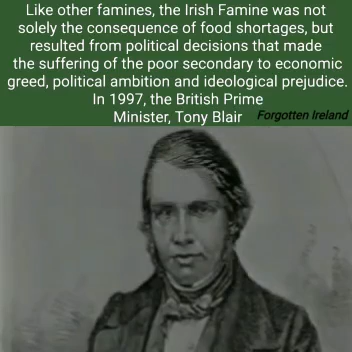 Like other famines, the Irish Famine was not
solely the consequence of food shortages, but
resulted from political decisions that made
the suffering of the poor secondary to economic
greed, political ambition and ideological prejudice.
In 1997, the British Prime
Minister, Tony Blair
Forgotten Ireland